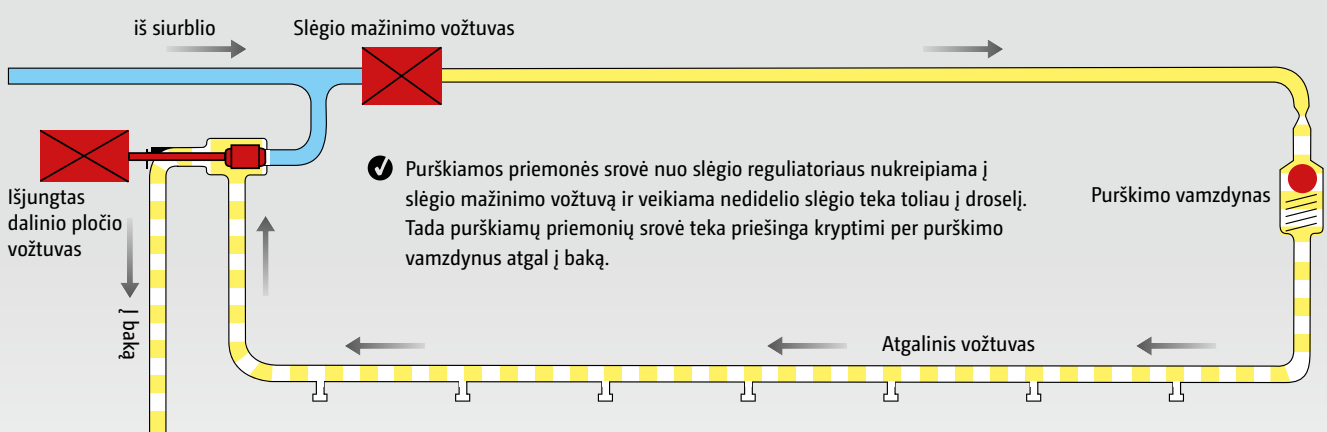 iš siurblio
Slėgio mažinimo vožtuvas
Išjungtas
dalinio pločio
vožtuvas
Į baką
Purškiamos priemonės srovė nuo slėgio reguliatoriaus nukreipiama į
slėgio mažinimo vožtuvą ir veikiama nedidelio slėgio teka toliau į droselį.
Tada purškiamų priemonių srovė teka priešinga kryptimi per purškimo
vamzdynus atgal į baką.
Purškimo vamzdynas
Atgalinis vožtuvas